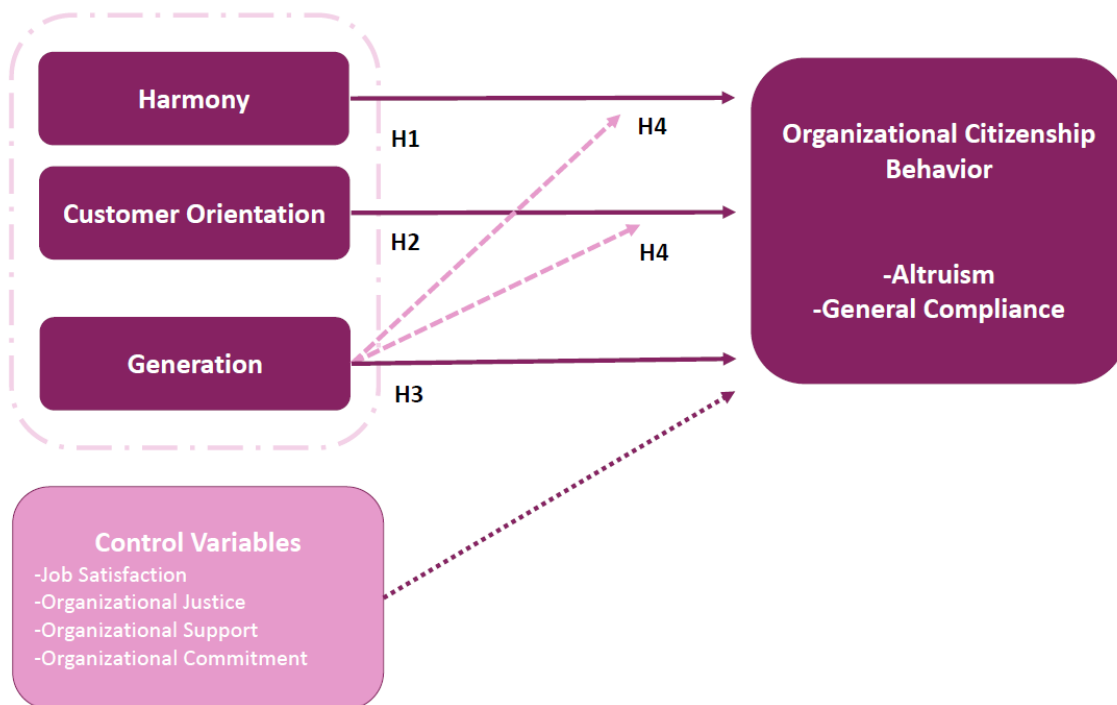 Harmony
H1
H4
Customer Orientation
H2
H4
Generation
H3
Organizational Citizenship
Behavior
-Altruism
-General Compliance
Control Variables
-Job Satisfaction
-Organizational Justice
-Organizational Support
-Organizational Commitment